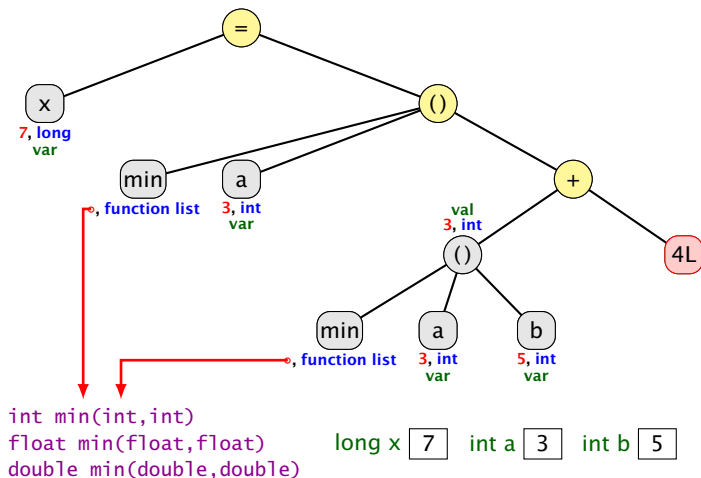 =
x
()
7, long
var
min
a
+
, function list
3, int
var
val
3, int
()
4L
min
a
b
, function list
3, int
var
5, int
var
int min(int,int)
float min(float,float)
double min(double,double)
long x 7 int a 3 int b 5